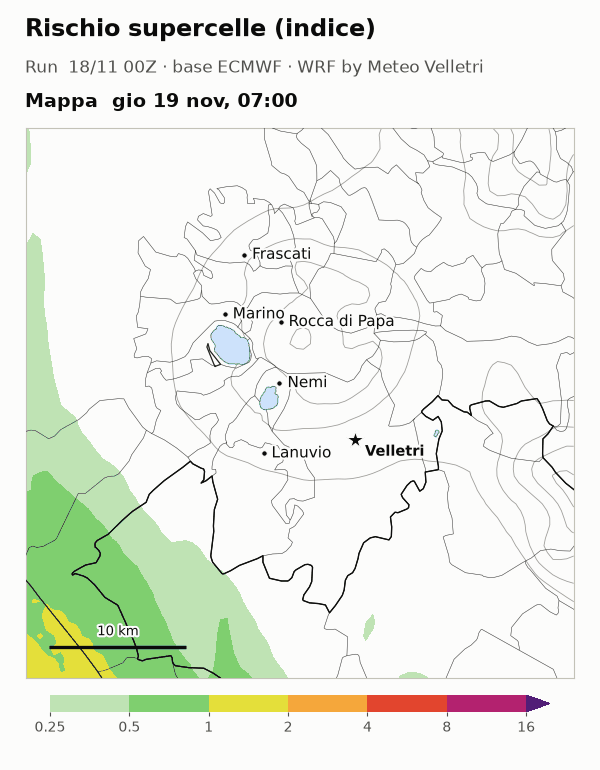 Rischio supercelle (indice)
Run  18/11 00Z · base ECMWF · WRF by Meteo Velletri
Mappa  gio 19 nov, 07:00
Frascati
Marino
Rocca di Papa
Nemi
Velletri
Lanuvio
10 km
0.25 0.5 1 2 4 8 16